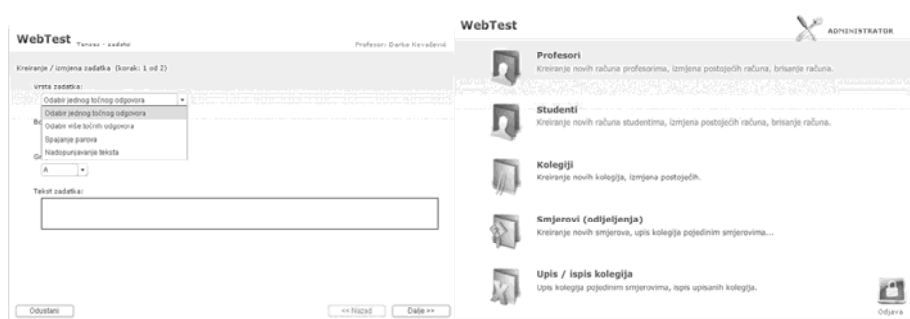 WebTest
Profesor: Darko Kovačević
Kreiranje / izmjena zadatka (korak: 1 od 2)
Vrsta zadatka:
Odabir jednog točnog odgovora
Odabir jednog točnog odgovora
Odabir više točnih odgovora
Spajanje parova
Nadopunjavanje teksta
A
Tekst zadatka:
Odustani
<< Nazad
Dalje >>
WebTest
ADMINISTRATOR
Profesori
Kreiranje novih računa profesorima, izmjena postojećih računa, brisanje računa.
Studenti
Kreiranje novih računa studentima, izmjena postojećih računa, brisanje računa.
Kolegiji
Kreiranje novih kolegija, izmjena postojećih.
Smjerovi (odljeljenja)
Kreiranje novih smjerova, upis kolegija pojedinim smjerovima...
Upis / ispis kolegija
Upis kolegija pojedinim smjerovima, ispis upisanih kolegija.
Odjava